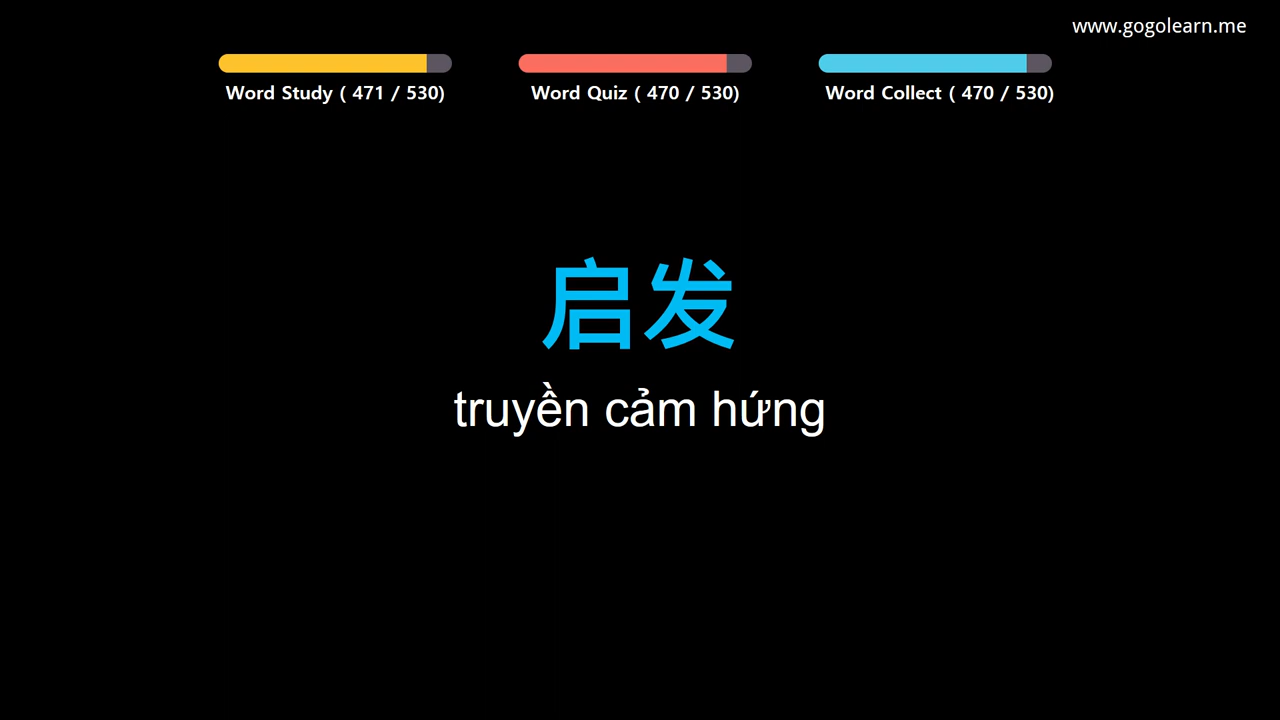 www.gogolearn.me
Word Study ( 471 / 530)
Word Quiz ( 470 / 530)
Word Collect ( 470 / 530)
启发
truyền cảm hứng